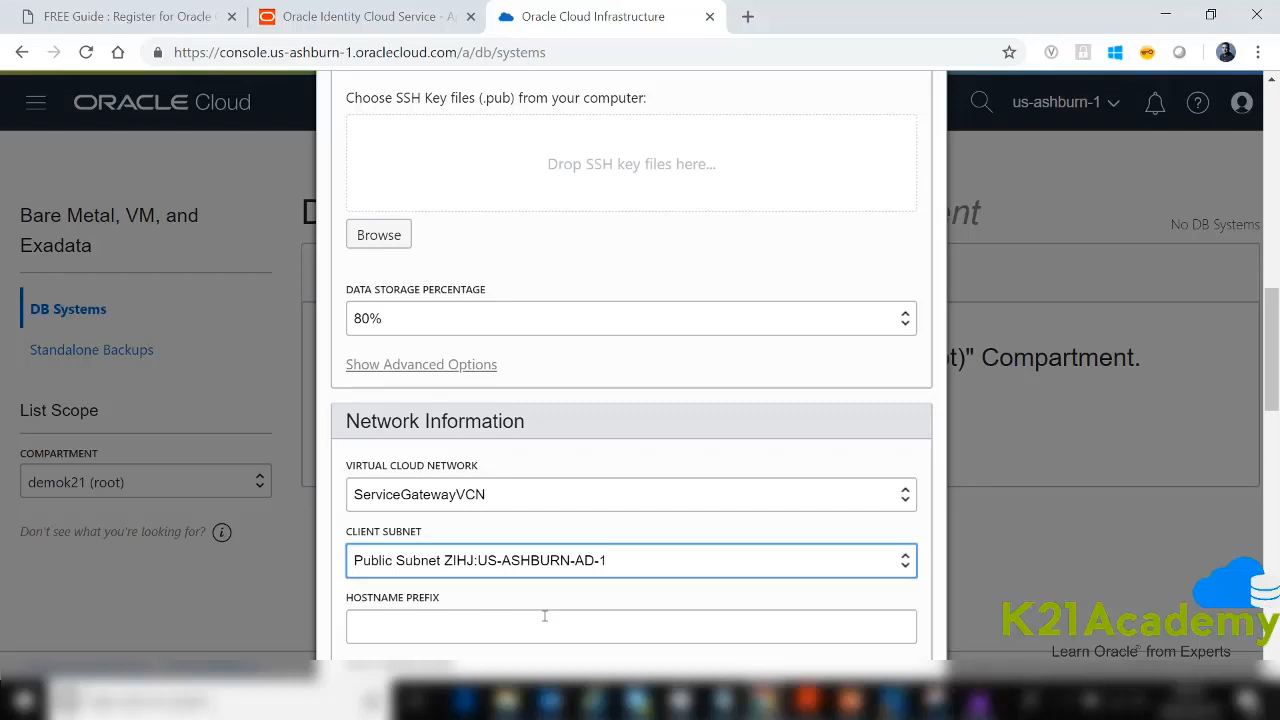 FREE Guide : Register for Oracle C
Oracle Identity Cloud Service - Ap
Oracle Cloud Infrastructure
https://console.us-ashburn-1.oraclecloud.com/a/db/systems
V
ORACLE Cloud
us-ashburn-1
Choose SSH Key files (.pub) from your computer:
Drop SSH key files here...
Browse
Bare Metal, VM, and
Exadata
D
ent
No DB Systems
DB Systems
Standalone Backups
DATA STORAGE PERCENTAGE
80%
Show Advanced Options
t)" Compartment.
List Scope
COMPARTMENT
demok21 (root)
Don't see what you're looking for?
Network Information
VIRTUAL CLOUD NETWORK
ServiceGatewayVCN
CLIENT SUBNET
Public Subnet ZIHJ:US-ASHBURN-AD-1
HOSTNAME PREFIX
K21Academy
Learn Oracle from Experts